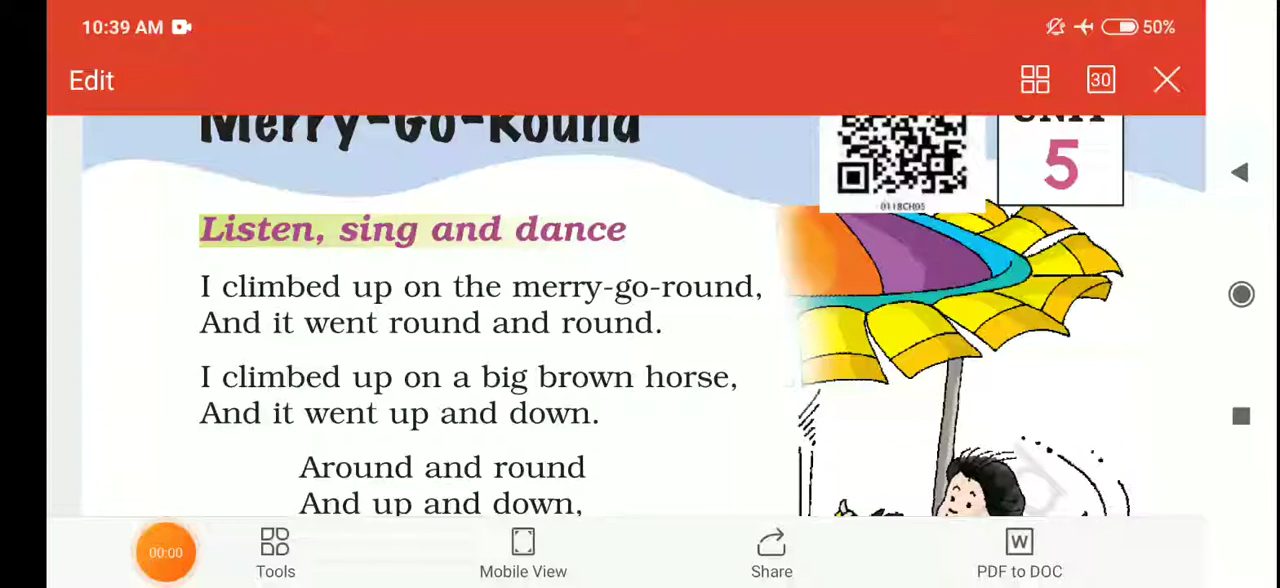 10:39 AM
50%
Edit
30
Merry-Go-Round
UNIT
5
0118CH05
Listen, sing and dance
I climbed up on the merry-go-round,
And it went round and round.
I climbed up on a big brown horse,
And it went up and down.
Around and round
And up and down,
00:00
Tools
Mobile View
Share
W
PDF to DOC